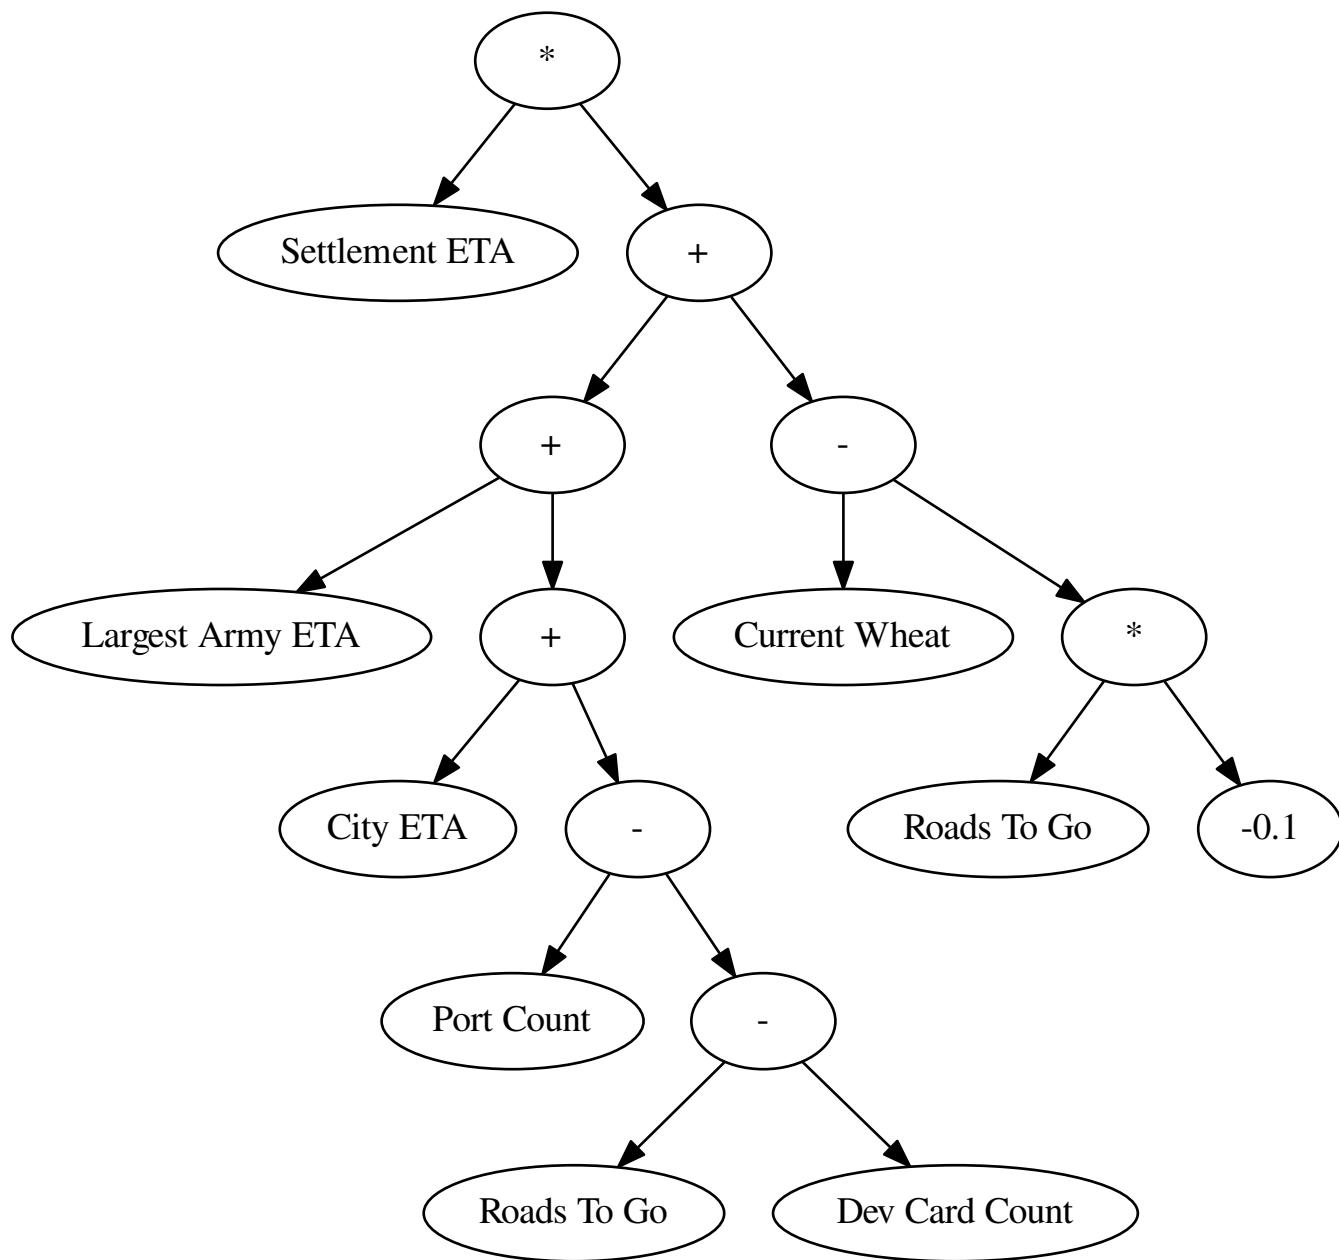 *
Settlement ETA
+
+
-
Largest Army ETA
+
Current Wheat
*
City ETA
-
Roads To Go
-0.1
Port Count
-
Roads To Go
Dev Card Count